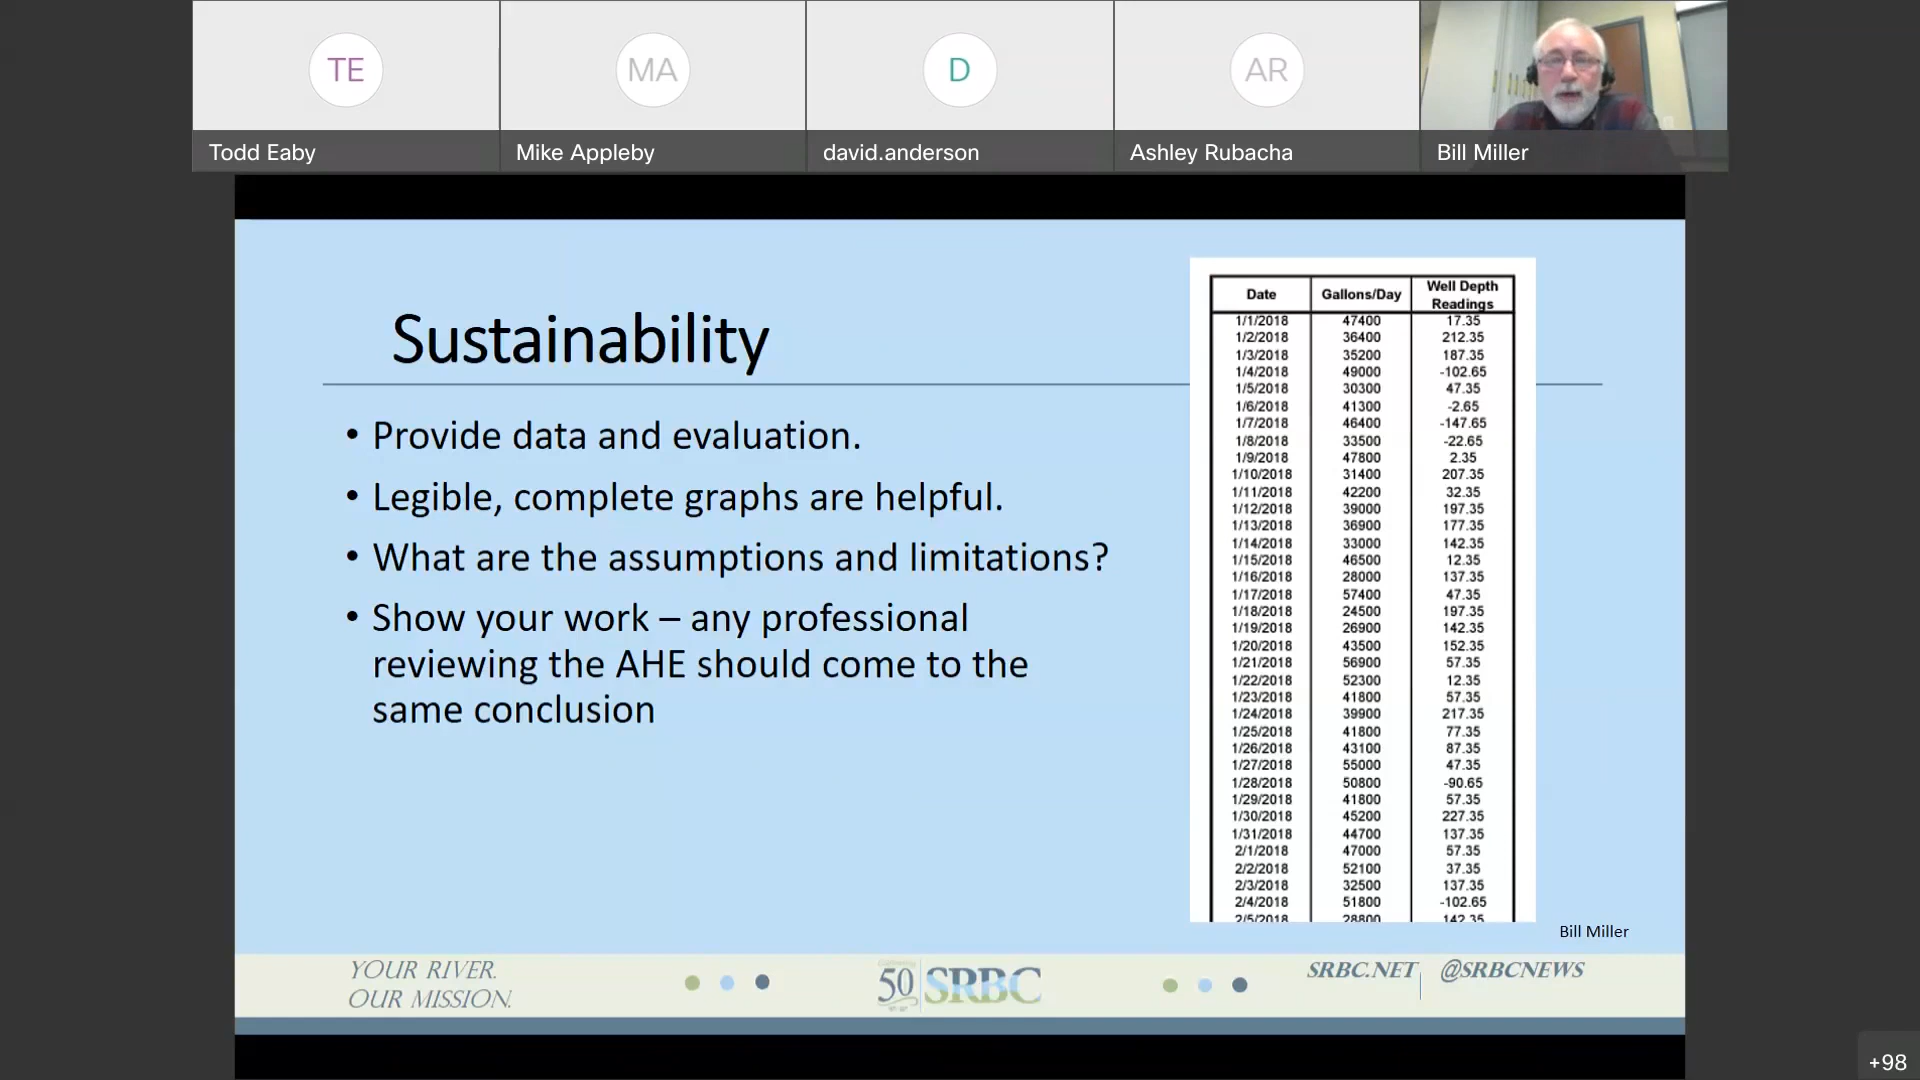 TE
MA
D
AR
Todd Eaby
Mike Appleby
david.anderson
Ashley Rubacha
Bill Miller
Sustainability
• Provide data and evaluation.
• Legible, complete graphs are helpful.
• What are the assumptions and limitations?
• Show your work – any professional
reviewing the AHE should come to the
same conclusion
Date Gallons/Day Well Depth
Readings
1/1/2018 47400 17.35
1/2/2018 36400 212.35
1/3/2018 35200 187.35
1/4/2018 49000 -102.65
1/5/2018 30300 47.35
1/6/2018 41300 -2.65
1/7/2018 46400 -147.65
1/8/2018 33500 -22.65
1/9/2018 47800 2.35
1/10/2018 31400 207.35
1/11/2018 42200 32.35
1/12/2018 39000 197.35
1/13/2018 36900 177.35
1/14/2018 33000 142.35
1/15/2018 46500 12.35
1/16/2018 28000 137.35
1/17/2018 57400 47.35
1/18/2018 24500 197.35
1/19/2018 26900 142.35
1/20/2018 43500 152.35
1/21/2018 56900 57.35
1/22/2018 52300 12.35
1/23/2018 41800 57.35
1/24/2018 39900 217.35
1/25/2018 41800 77.35
1/26/2018 43100 87.35
1/27/2018 55000 47.35
1/28/2018 50800 -90.65
1/29/2018 41800 57.35
1/30/2018 45200 227.35
1/31/2018 44700 137.35
2/1/2018 47000 57.35
2/2/2018 52100 37.35
2/3/2018 32500 137.35
2/4/2018 51800 -102.65
2/5/2018 28800 142.35
Bill Miller
YOUR RIVER.
OUR MISSION.
50 SRBC
SRBC.NET @SRBCNEWS
+98